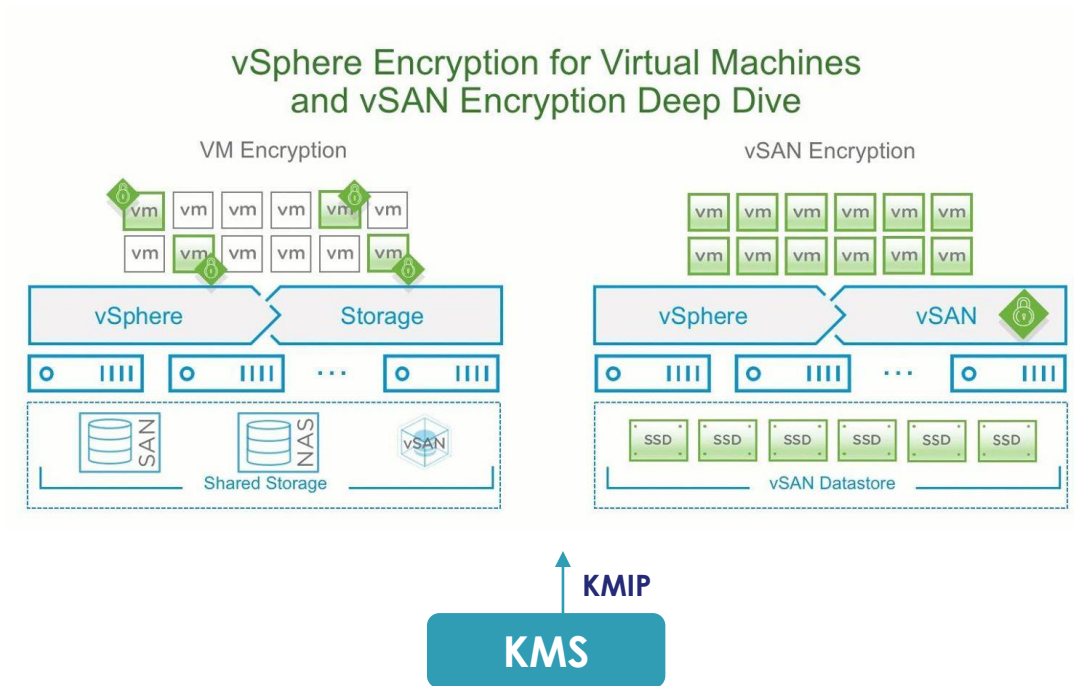 vSphere Encryption for Virtual Machines
and vSAN Encryption Deep Dive
VM Encryption
vm vm vm vm vm vm
vm vm vm vm vm vm
vSphere Storage
SAN NAS vSAN
Shared Storage
vSAN Encryption
vm vm vm vm vm vm
vm vm vm vm vm vm
vSphere vSAN
SSD SSD SSD SSD SSD SSD
vSAN Datastore
KMIP
KMS